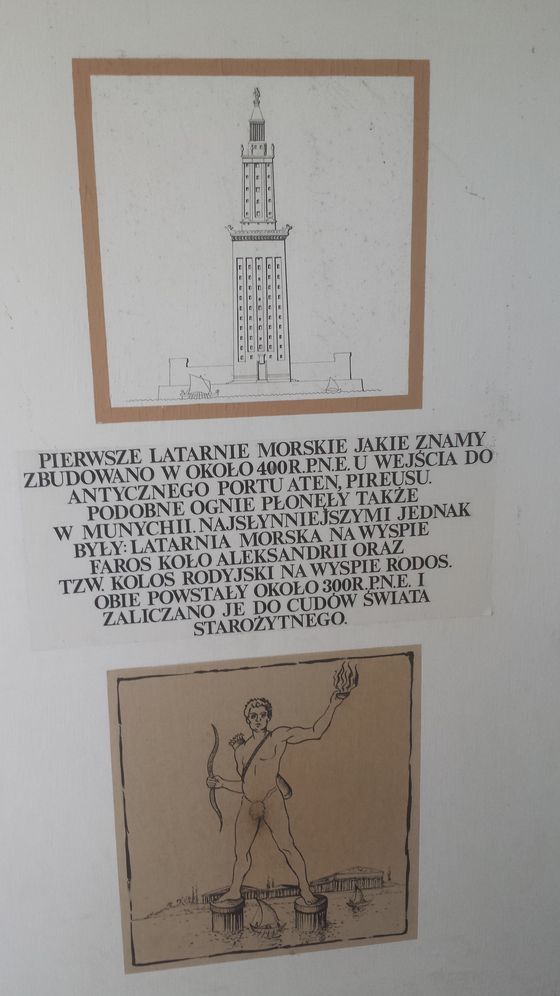 PIERWSZE LATARNIE MORSKIE JAKIE ZNAMY
ZBUDOWANO W OKOŁO 400R.P.N.E. U WEJŚCIA DO
ANTYCZNEGO PORTU ATEN, PIREUSU.
PODOBNE OGNIE PŁONĘŁY TAKŻE
W MUNYCHII. NAJSŁYNNIEJSZYMI JEDNAK
BYŁY: LATARNIA MORSKA NA WYSPIE
FAROS KOŁO ALEKSANDRII ORAZ
TZW. KOLOS RODYJSKI NA WYSPIE RODOS.
OBIE POWSTAŁY OKOŁO 300R.P.N.E. I
ZALICZANO JE DO CUDÓW ŚWIATA
STAROŻYTNEGO.